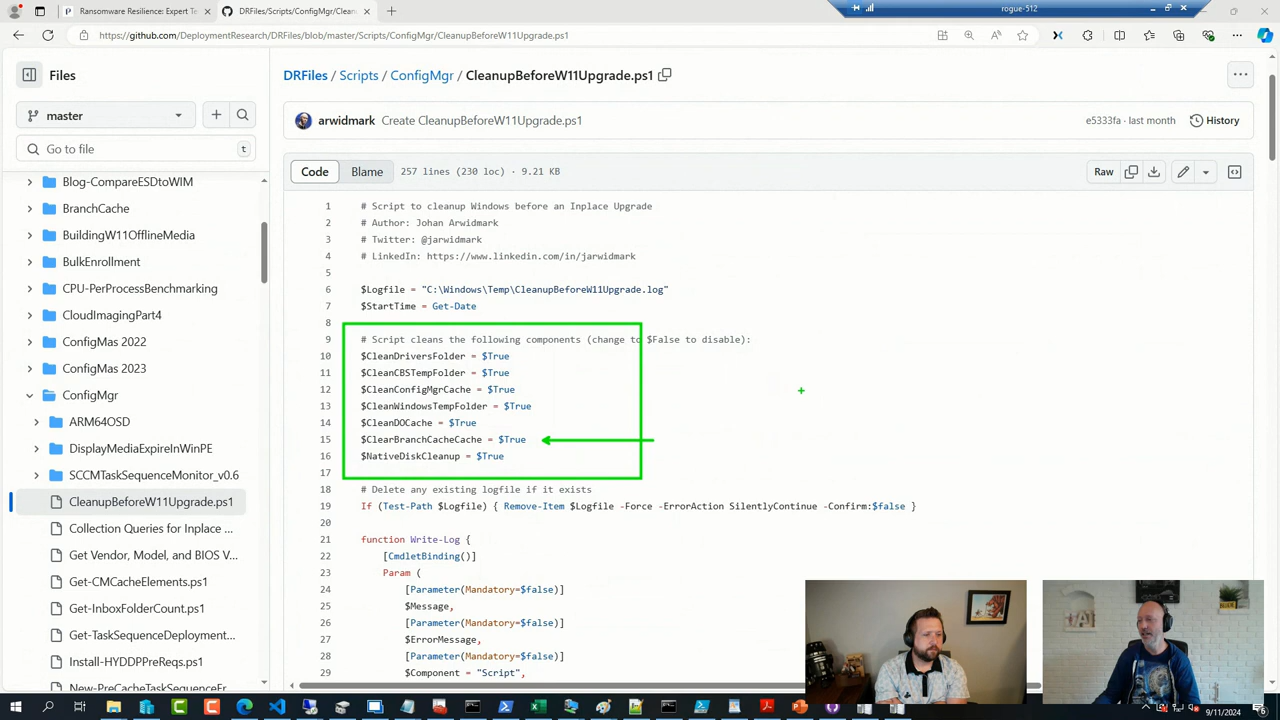 Ransomware Resilience: Expert Te
DRFiles/Scripts/ConfigMgr/Clean
rogue-512
https://github.com/DeploymentResearch/DRFiles/blob/master/Scripts/ConfigMgr/CleanupBeforeW11Upgrade.ps1
Files
master
Go to file
t
Blog-CompareESDtoWIM
BranchCache
BuildingW11OfflineMedia
BulkEnrollment
CPU-PerProcessBenchmarking
CloudImagingPart4
ConfigMas 2022
ConfigMas 2023
ConfigMgr
ARM64OSD
DisplayMediaExpireInWinPE
SCCMTaskSequenceMonitor_v0.6
CleanupBeforeW11Upgrade.ps1
Collection Queries for Inplace ...
Get Vendor, Model, and BIOS V...
Get-CMCacheElements.ps1
Get-InboxFolderCount.ps1
Get-TaskSequenceDeployment...
Install-HYDDPPreReqs.ps1
New-PreCacheTaskSequenceEr
DRFiles / Scripts / ConfigMgr / CleanupBeforeW11Upgrade.ps1
arwidmark Create CleanupBeforeW11Upgrade.ps1
e5333fa · last month
History
Code Blame 257 lines (230 loc) · 9.21 KB
Raw
1 # Script to cleanup Windows before an Inplace Upgrade
2 # Author: Johan Arwidmark
3 # Twitter: @jarwidmark
4 # LinkedIn: https://www.linkedin.com/in/jarwidmark
5
6 $Logfile = "C:\Windows\Temp\CleanupBeforeW11Upgrade.log"
7 $StartTime = Get-Date
8
9 # Script cleans the following components (change to $False to disable):
10 $CleanDriversFolder = $True
11 $CleanCBSTempFolder = $True
12 $CleanConfigMgrCache = $True
13 $CleanWindowsTempFolder = $True
14 $CleanDOCache = $True
15 $ClearBranchCacheCache = $True
16 $NativeDiskCleanup = $True
17
18 # Delete any existing logfile if it exists
19 If (Test-Path $Logfile) { Remove-Item $Logfile -Force -ErrorAction SilentlyContinue -Confirm:$false }
20
21 function Write-Log {
22 [CmdletBinding()]
23 Param (
24 [Parameter(Mandatory=$false)]
25 $Message,
26 [Parameter(Mandatory=$false)]
27 $ErrorMessage,
28 [Parameter(Mandatory=$false)]
29 $Component = "Script",
9/11/2024